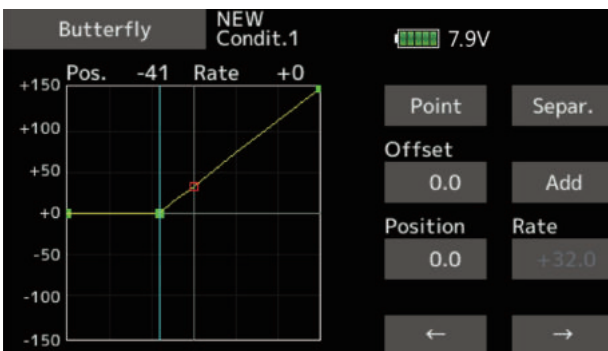 Butterfly NEW
Condit.1 7.9V
Pos. -41 Rate +0
+150
+100
+50
+0
-50
-100
-150
Point Separ.
Offset
0.0 Add
Position Rate
0.0 +32.0
← →